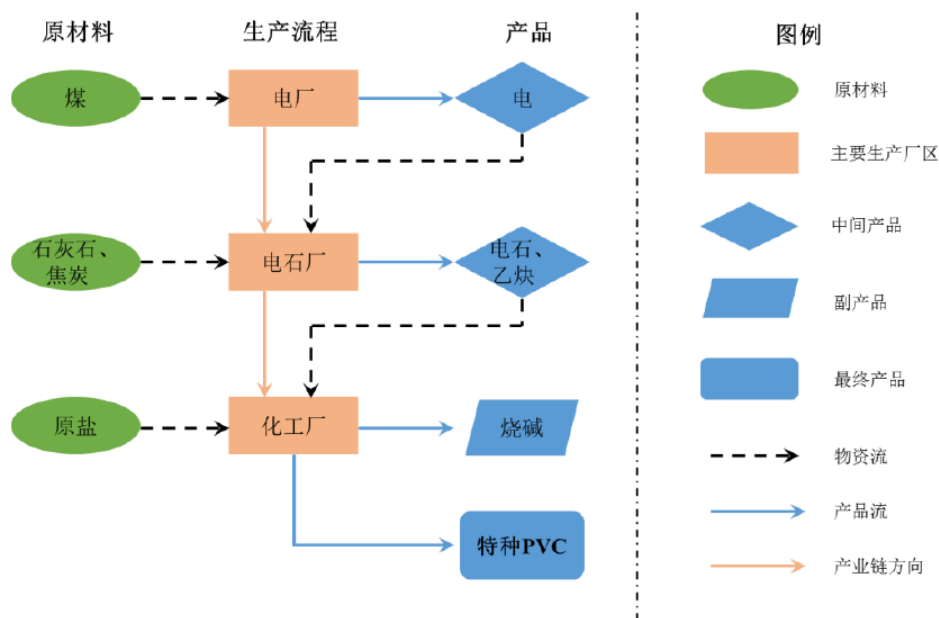 原材料
生产流程
产品
图例
煤
电厂
电
原材料
主要生产厂区
石灰石、
焦炭
电石厂
电石、
乙炔
中间产品
副产品
最终产品
原盐
化工厂
烧碱
物资流
特种PVC
产品流
产业链方向